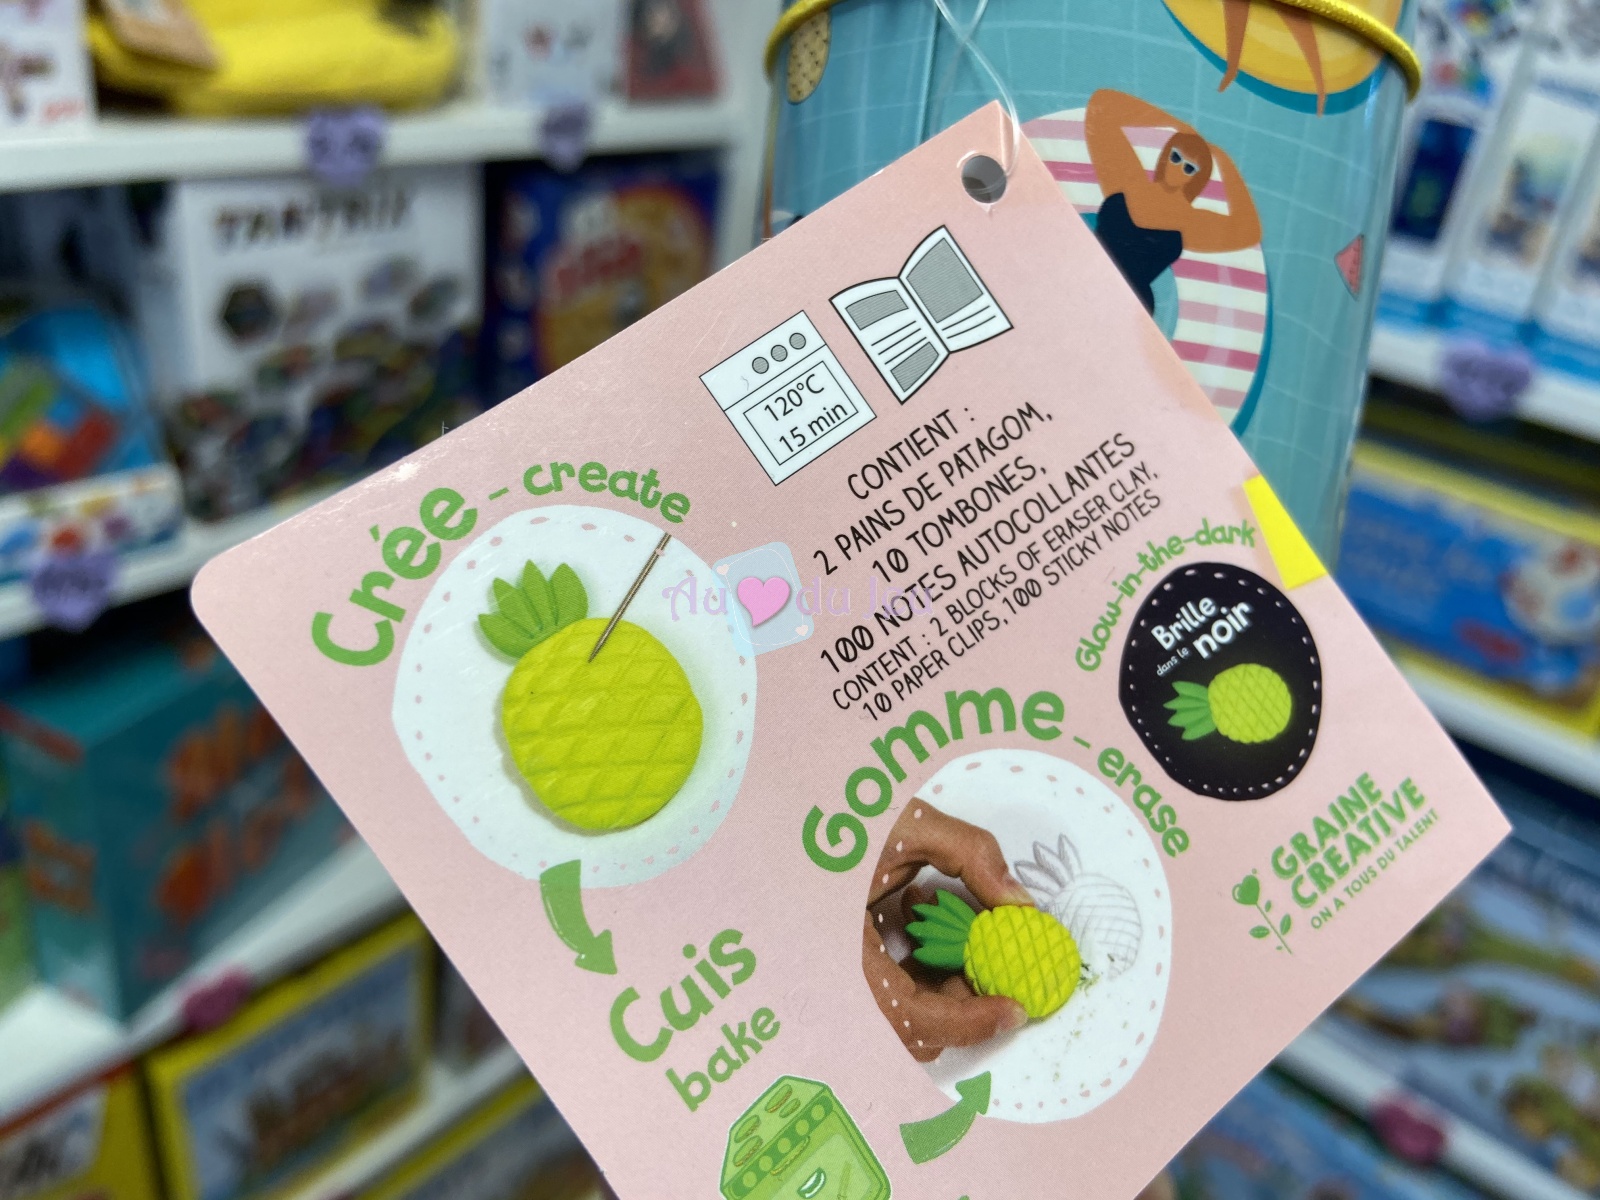 TANTRIX
120°C
15 min
CONTIENT :
2 PAINS DE PATAGOM,
10 TOMBONES,
100 NOTES AUTOCOLLANTES
CONTENT : 2 BLOCKS OF ERASER CLAY,
10 PAPER CLIPS, 100 STICKY NOTES
Crée - create
Au du Jeu
Glow-in-the-dark
Brille
dans le noir
Gomme - erase
Cuis
bake
GRAINE
CREATIVE
ON A TOUS DU TALENT